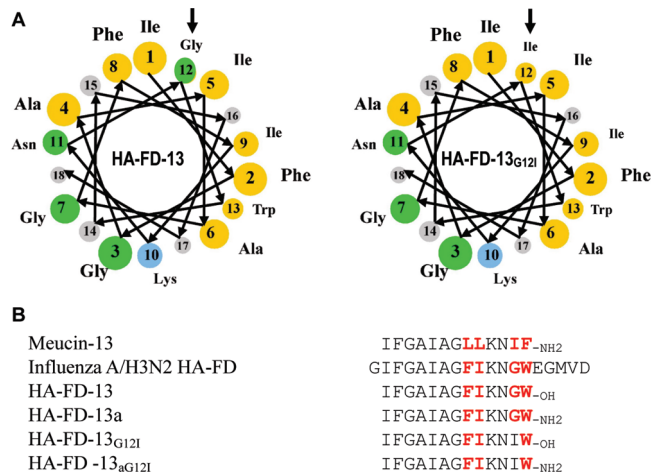 A
Ile
Phe
Gly
Ile
1
8
12
5
15
Ala
4
16
Asn
11
9
Ile
HA-FD-13
18
2
Phe
Gly
7
13
Trp
14
6
Ala
3
10
17
Gly
Lys
Ile
Phe
Ile
Ile
1
8
12
5
15
Ala
4
16
Asn
11
9
Ile
HA-FD-13G12I
18
2
Phe
Gly
7
13
Trp
14
6
Ala
3
10
17
Gly
Lys
B
Meucin-13 IFGAIAGLLKNIF-NH2
Influenza A/H3N2 HA-FD GIFGAIAGFIKNGWEGMVD
HA-FD-13 IFGAIAGFIKNGW-OH
HA-FD-13a IFGAIAGFIKNGW-NH2
HA-FD-13G12I IFGAIAGFIKNIW-OH
HA-FD -13aG12I IFGAIAGFIKNIW-NH2